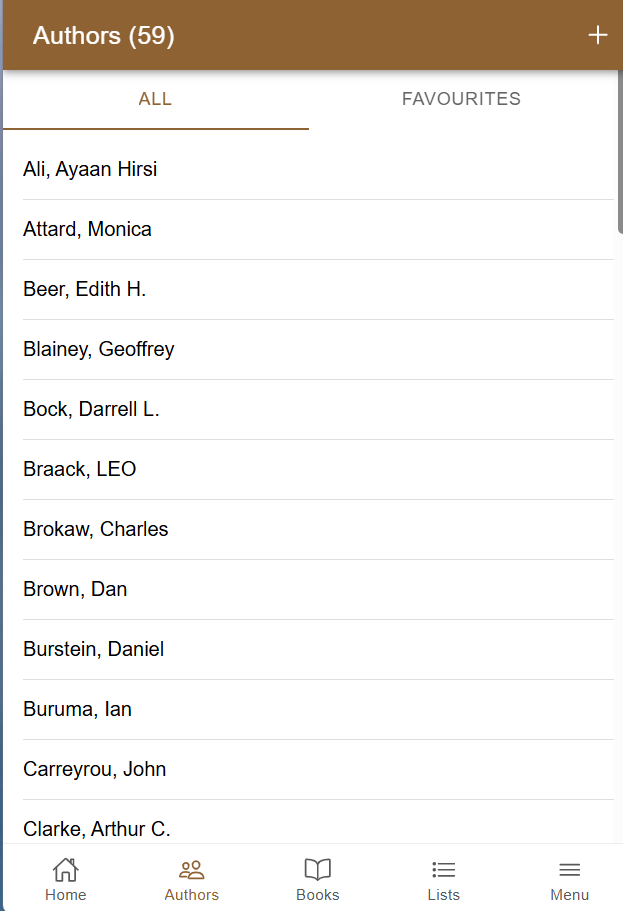 Authors (59)
ALL FAVOURITES
Ali, Ayaan Hirsi
Attard, Monica
Beer, Edith H.
Blainey, Geoffrey
Bock, Darrell L.
Braack, LEO
Brokaw, Charles
Brown, Dan
Burstein, Daniel
Buruma, Ian
Carreyrou, John
Clarke, Arthur C.
Home Authors Books Lists Menu